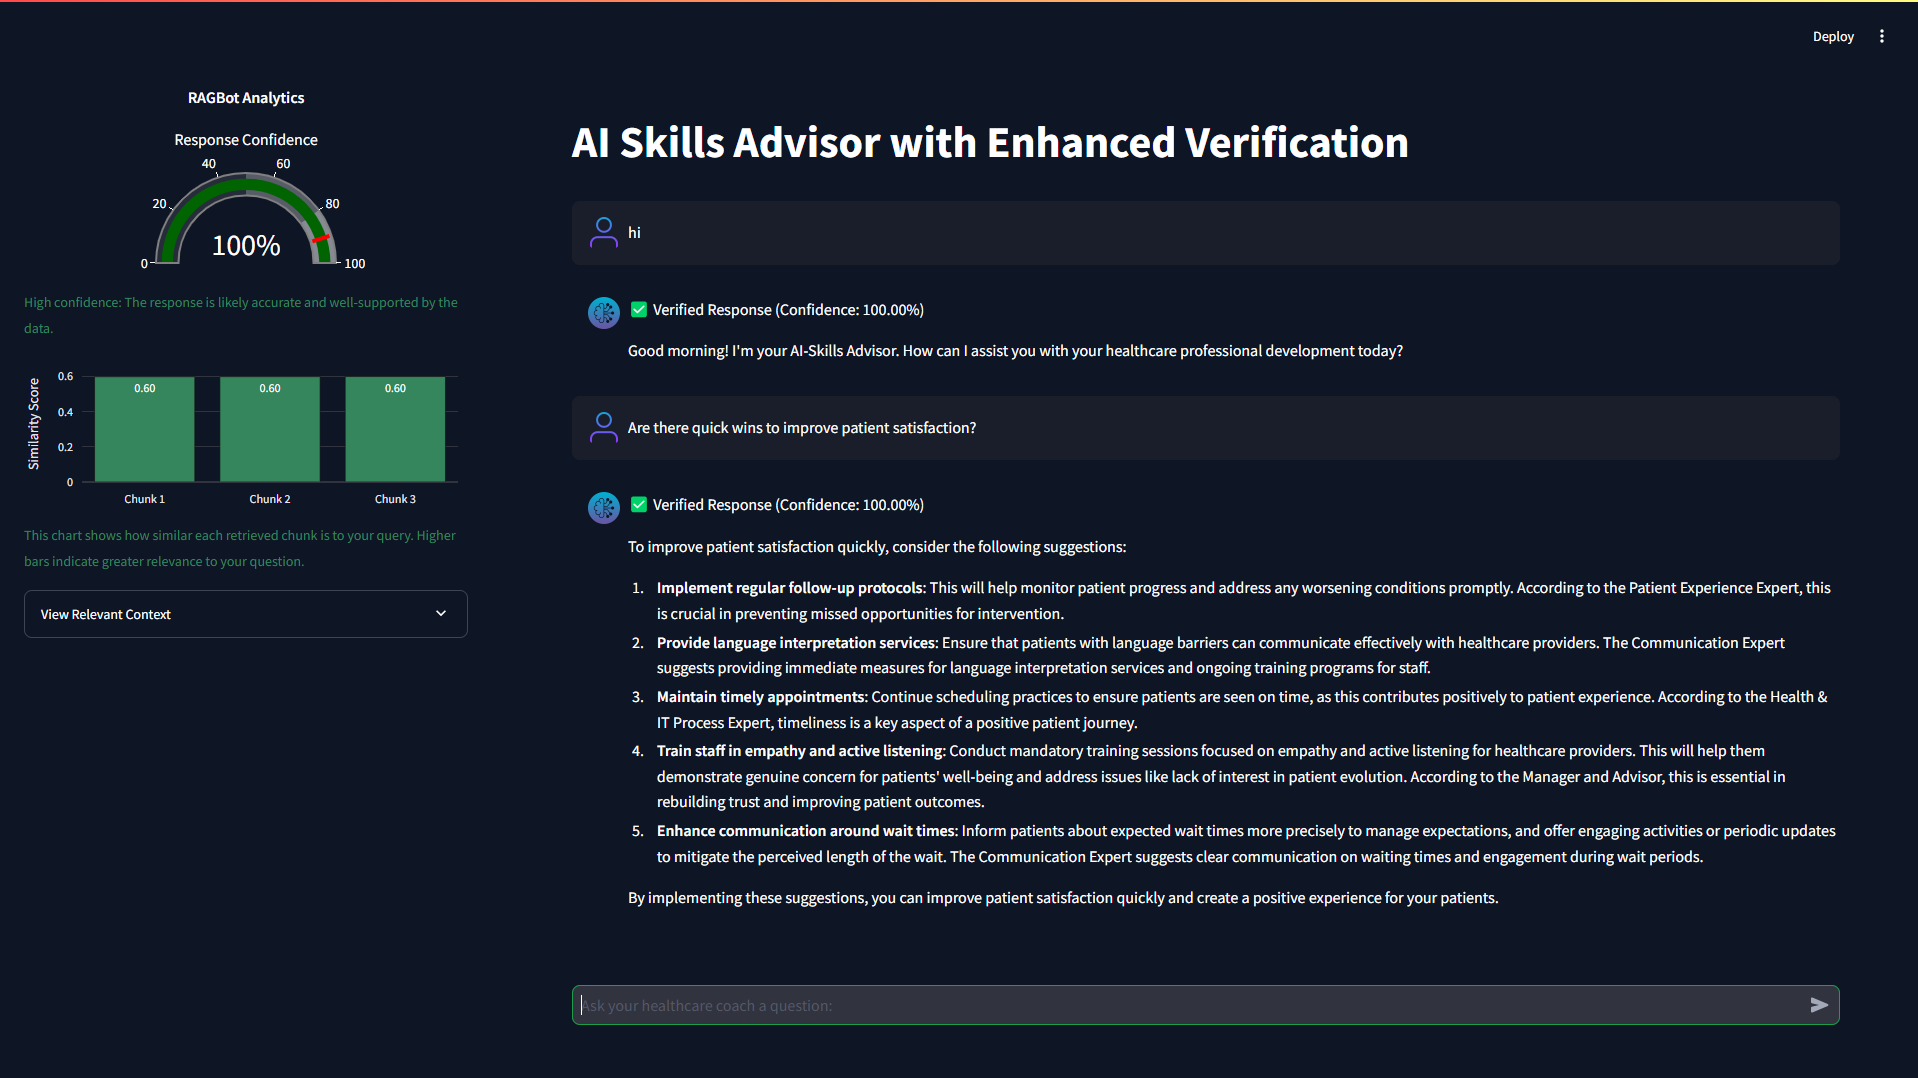 Deploy
RAGBot Analytics
Response Confidence
40 60
20 80
100%
0 100
High confidence: The response is likely accurate and well-supported by the
data.
Similarity Score
0.6
0.4
0.2
0
0.60 0.60 0.60
Chunk 1 Chunk 2 Chunk 3
This chart shows how similar each retrieved chunk is to your query. Higher
bars indicate greater relevance to your question.
View Relevant Context
AI Skills Advisor with Enhanced Verification
hi
✅ Verified Response (Confidence: 100.00%)
Good morning! I'm your AI-Skills Advisor. How can I assist you with your healthcare professional development today?
Are there quick wins to improve patient satisfaction?
✅ Verified Response (Confidence: 100.00%)
To improve patient satisfaction quickly, consider the following suggestions:
1. Implement regular follow-up protocols: This will help monitor patient progress and address any worsening conditions promptly. According to the Patient Experience Expert, this
is crucial in preventing missed opportunities for intervention.
2. Provide language interpretation services: Ensure that patients with language barriers can communicate effectively with healthcare providers. The Communication Expert
suggests providing immediate measures for language interpretation services and ongoing training programs for staff.
3. Maintain timely appointments: Continue scheduling practices to ensure patients are seen on time, as this contributes positively to patient experience. According to the Health &
IT Process Expert, timeliness is a key aspect of a positive patient journey.
4. Train staff in empathy and active listening: Conduct mandatory training sessions focused on empathy and active listening for healthcare providers. This will help them
demonstrate genuine concern for patients' well-being and address issues like lack of interest in patient evolution. According to the Manager and Advisor, this is essential in
rebuilding trust and improving patient outcomes.
5. Enhance communication around wait times: Inform patients about expected wait times more precisely to manage expectations, and offer engaging activities or periodic updates
to mitigate the perceived length of the wait. The Communication Expert suggests clear communication on waiting times and engagement during wait periods.
By implementing these suggestions, you can improve patient satisfaction quickly and create a positive experience for your patients.
Ask your healthcare coach a question: